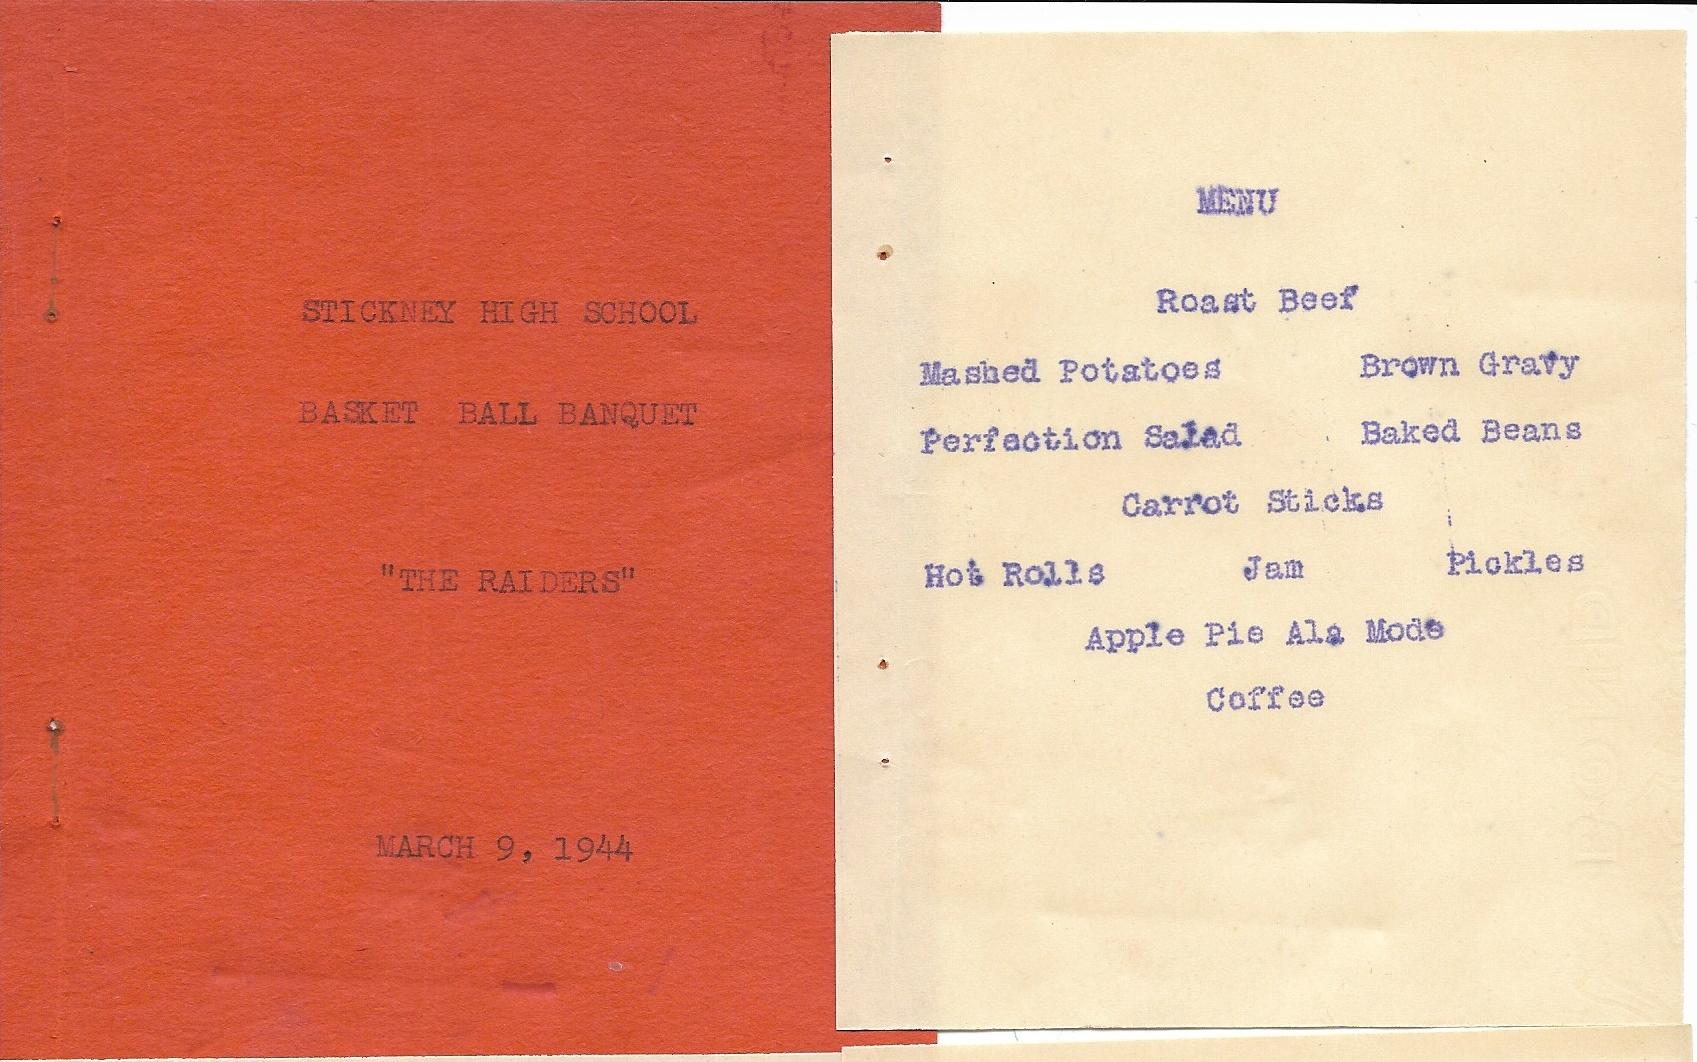 STICKNEY HIGH SCHOOL
BASKET BALL BANQUET
"THE RAIDERS"
MARCH 9, 1944
MENU
Roast Beef
Mashed Potatoes Brown Gravy
Perfection Salad Baked Beans
Carrot Sticks
Hot Rolls Jam Pickles
Apple Pie Ala Mode
Coffee